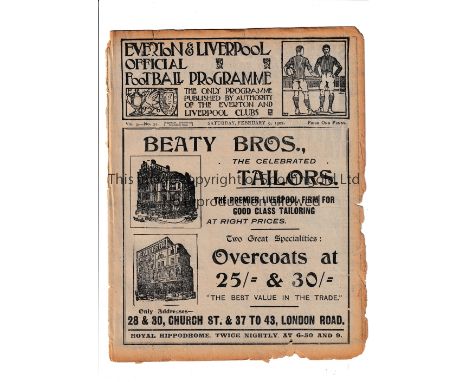 EVERTON & LIVERPOOL
OFFICIAL
FOOTBALL PROGRAMME
THE ONLY PROGRAMME
PUBLISHED BY AUTHORITY
OF THE EVERTON AND
LIVERPOOL CLUBS
SATURDAY, FEBRUARY
PRICE ONE PENNY.
BEATY BROS.,
THE CELEBRATED
TAILORS.
THE PREMIER LIVERPOOL FIRM FOR
GOOD CLASS TAILORING
AT RIGHT PRICES.
Two Great Specialities:
Overcoats at
25/= & 30/=
"THE BEST VALUE IN THE TRADE."
Only Addresses—
28 & 30, CHURCH ST. & 37 TO 43, LONDON ROAD.
ROYAL HIPPODROME. TWICE NIGHTLY, AT 6-50 AND 9.